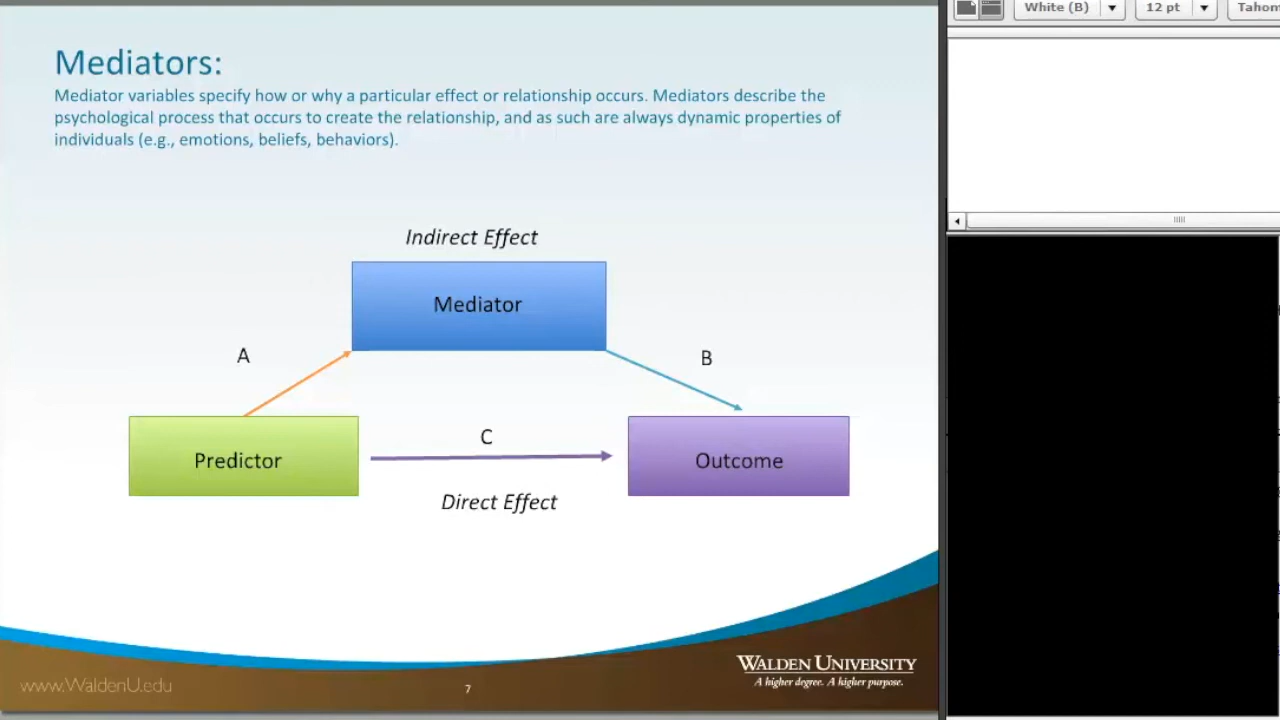 White (B)
12 pt
Mediators:
Mediator variables specify how or why a particular effect or relationship occurs. Mediators describe the
psychological process that occurs to create the relationship, and as such are always dynamic properties of
individuals (e.g., emotions, beliefs, behaviors).
Indirect Effect
Mediator
A
B
C
Predictor
Outcome
Direct Effect
WALDEN UNIVERSITY
A higher degree. A higher purpose.
www.WaldenU.edu
7